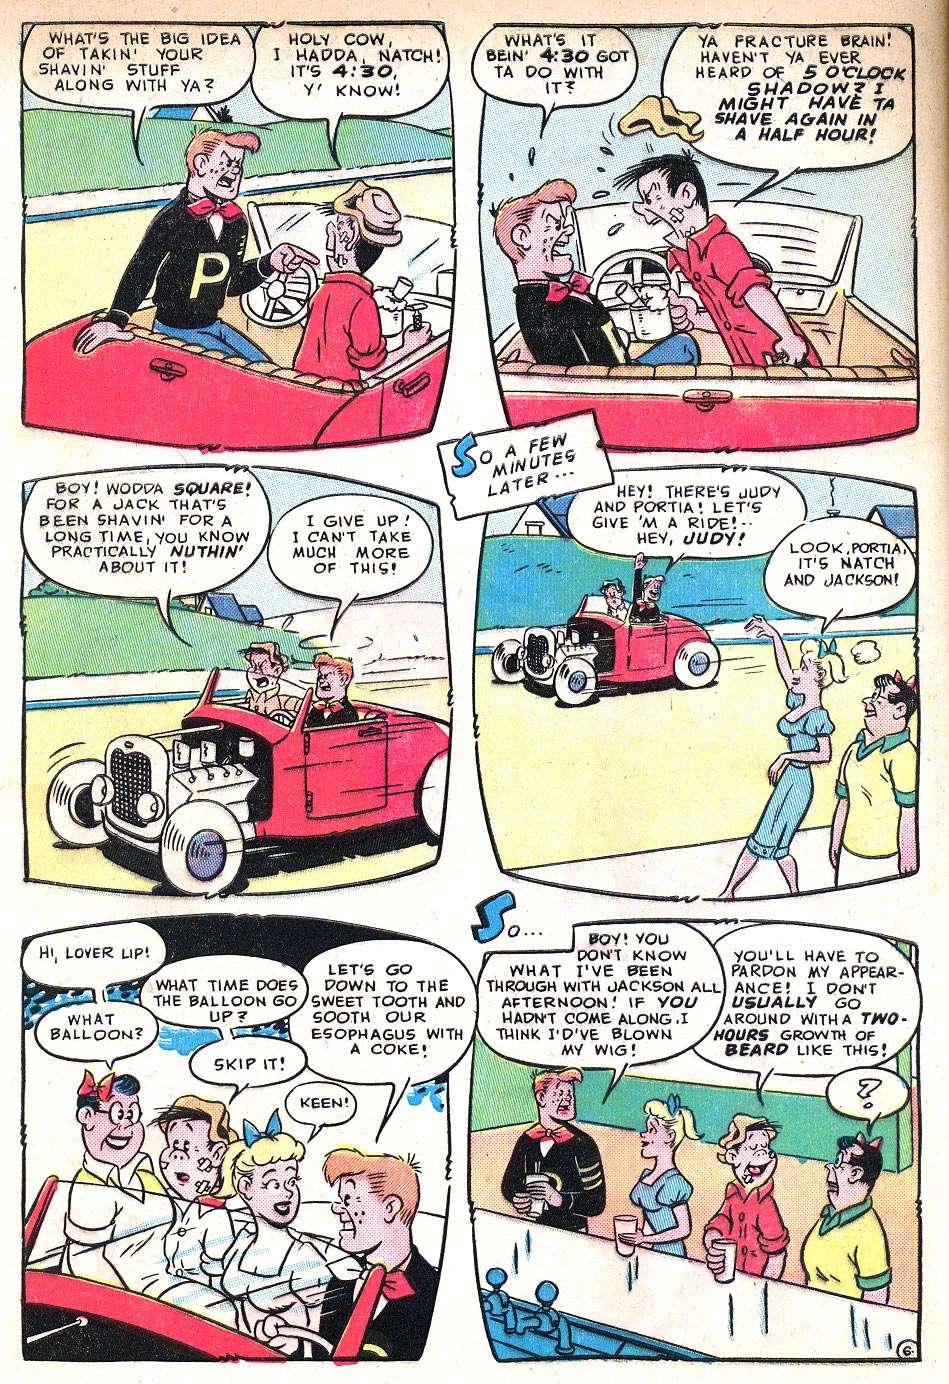 WHAT'S THE BIG IDEA
OF TAKIN' YOUR
SHAVIN' STUFF
ALONG WITH YA?
HOLY COW,
I HADDA, NATCH!
IT'S 4:30,
Y' KNOW!
P
WHAT'S IT
BEIN' 4:30 GOT
TA DO WITH
IT?
YA FRACTURE BRAIN!
HAVEN'T YA EVER
HEARD OF 5 O'CLOCK
SHADOW? I
MIGHT HAVE TA
SHAVE AGAIN IN
A HALF HOUR!
P
BOY! WODDA SQUARE!
FOR A JACK THAT'S
BEEN SHAVIN' FOR A
LONG TIME, YOU KNOW
PRACTICALLY NUTHIN'
ABOUT IT!
I GIVE UP!
I CAN'T TAKE
MUCH MORE
OF THIS!
SO A FEW
MINUTES
LATER...
HEY! THERE'S JUDY
AND PORTIA! LET'S
GIVE 'M A RIDE!--
HEY, JUDY!
LOOK, PORTIA,
IT'S NATCH
AND JACKSON!
HI, LOVER LIP!
WHAT
BALLOON?
WHAT TIME DOES
THE BALLOON GO
UP?
SKIP IT!
KEEN!
LET'S GO
DOWN TO THE
SWEET TOOTH AND
SOOTH OUR
ESOPHAGUS WITH
A COKE!
P
SO...
BOY! YOU
DON'T KNOW
WHAT I'VE BEEN
THROUGH WITH JACKSON ALL
AFTERNOON! IF YOU
HADN'T COME ALONG, I
THINK I'D'VE BLOWN
MY WIG!
YOU'LL HAVE TO
PARDON MY APPEAR-
ANCE! I DON'T
USUALLY GO
AROUND WITH A TWO-
HOURS GROWTH OF
BEARD LIKE THIS!
?
P
6.